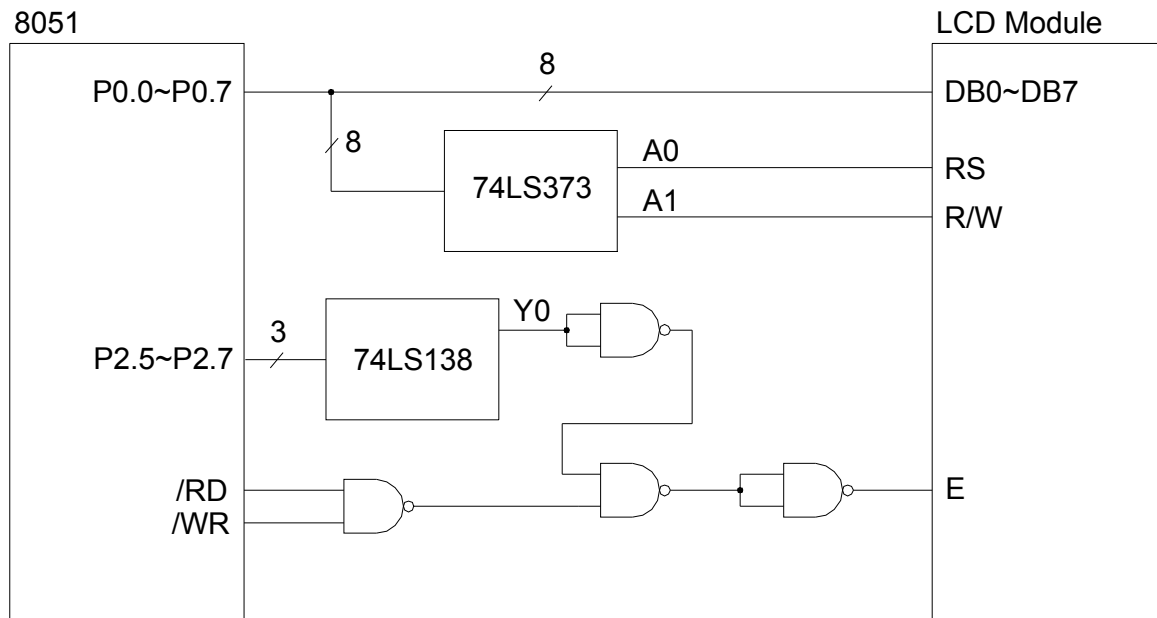 8051
LCD Module
8
P0.0~P0.7
DB0~DB7
8
A0
RS
74LS373
A1
R/W
Y0
3
P2.5~P2.7
74LS138
/RD
E
/WR